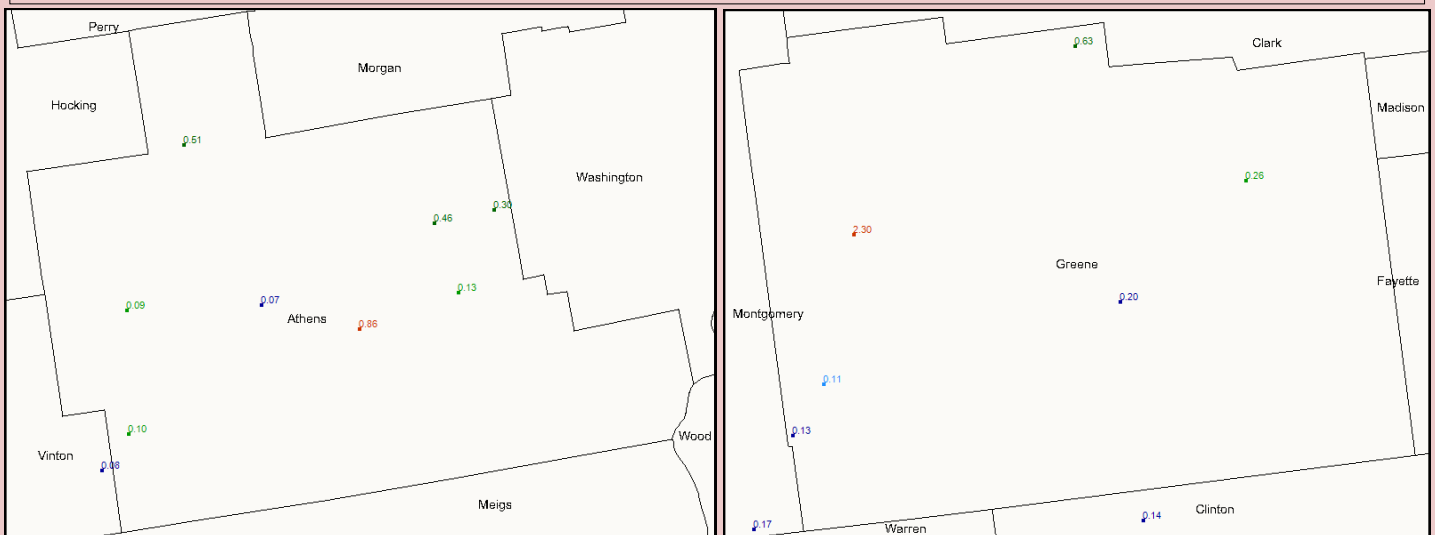 Perry
Morgan
Hocking
0.51
Washington
0.30
0.46
0.13
0.07
0.09
Athens
0.86
0.10
Wood
Vinton
0.08
Meigs
0.63
Clark
Madison
0.26
2.30
Greene
Fayette
0.20
Montgomery
0.11
0.13
Clinton
0.14
0.17
Warren